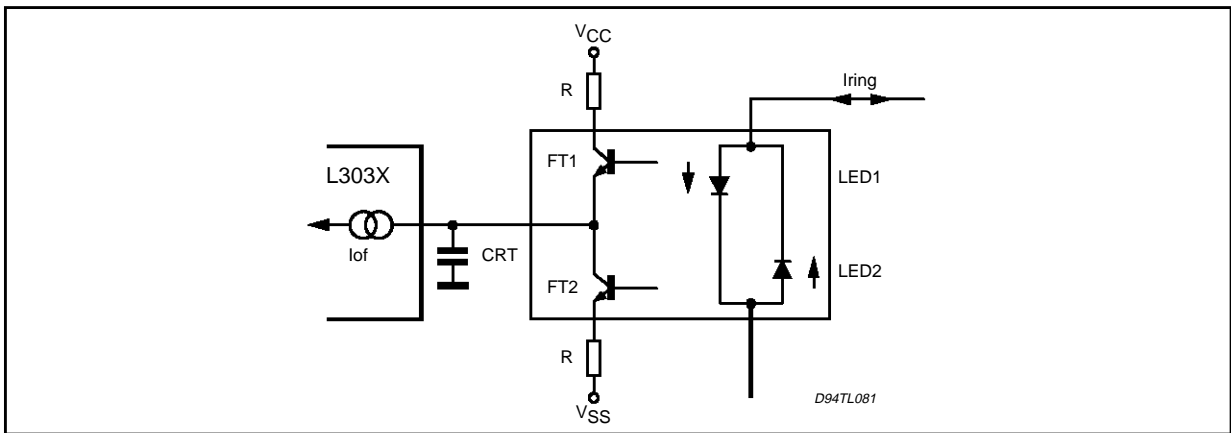 VCC
R
Iring
FT1
L303X
LED1
Iof
CRT
FT2
LED2
R
VSS
D94TL081